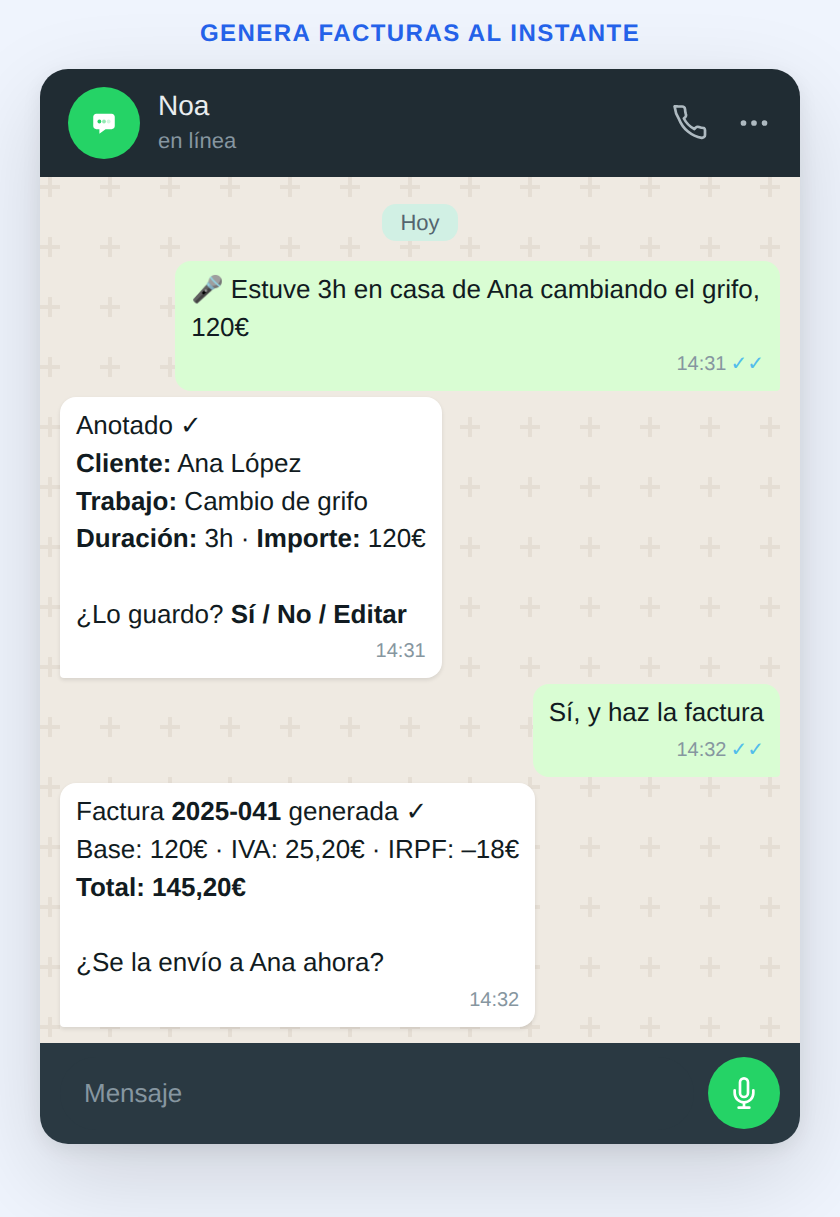 GENERA FACTURAS AL INSTANTE
Noa
en línea
Hoy
🎤 Estuve 3h en casa de Ana cambiando el grifo,
120€
14:31 ✓✓
Anotado ✓
Cliente: Ana López
Trabajo: Cambio de grifo
Duración: 3h · Importe: 120€
¿Lo guardo? Sí / No / Editar
14:31
Sí, y haz la factura
14:32 ✓✓
Factura 2025-041 generada ✓
Base: 120€ · IVA: 25,20€ · IRPF: –18€
Total: 145,20€
¿Se la envío a Ana ahora?
14:32
Mensaje